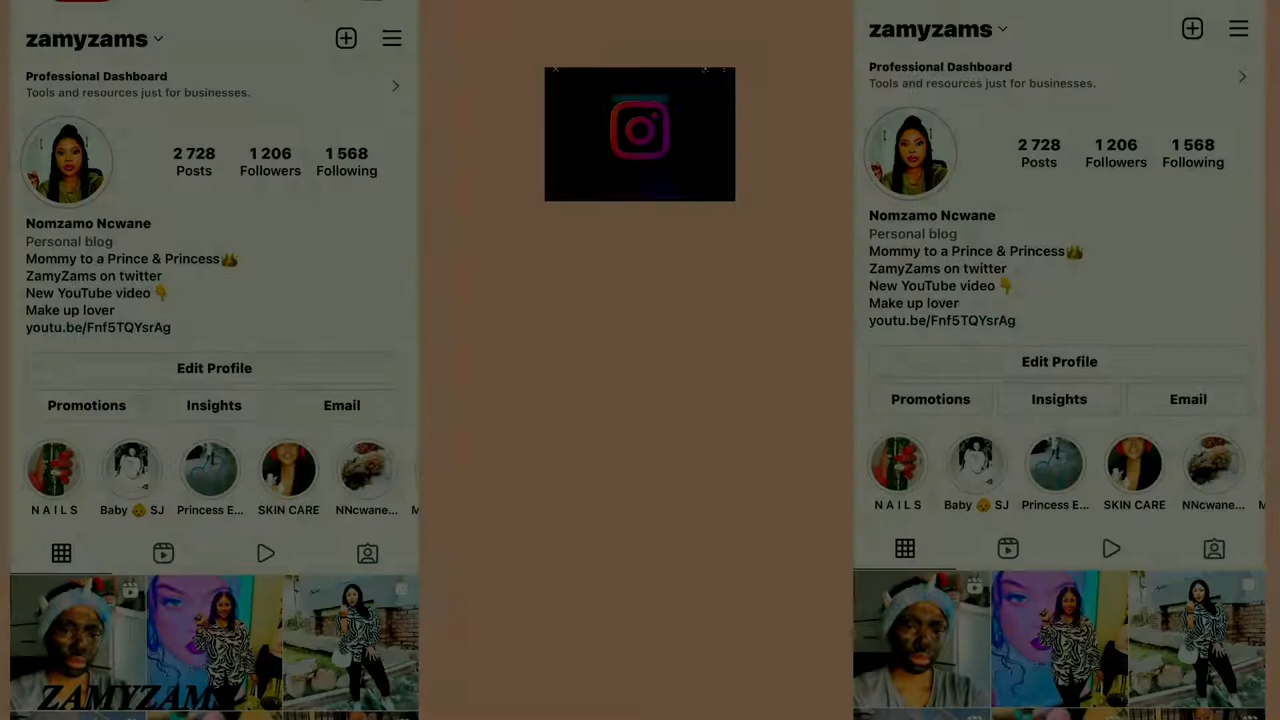 zamyzams
Professional Dashboard
Tools and resources just for businesses.
2 728
Posts
1 206
Followers
1 568
Following
Nomzamo Ncwane
Personal blog
Mommy to a Prince & Princess👑
ZamyZams on twitter
New YouTube video 👇
Make up lover
youtu.be/Fnf5TQYsrAg
Edit Profile
Promotions
Insights
Email
N A I L S
Baby 👶 SJ
Princess E...
SKIN CARE
NNcwane...
ZAMYZAMS
zamyzams
Professional Dashboard
Tools and resources just for businesses.
2 728
Posts
1 206
Followers
1 568
Following
Nomzamo Ncwane
Personal blog
Mommy to a Prince & Princess👑
ZamyZams on twitter
New YouTube video 👇
Make up lover
youtu.be/Fnf5TQYsrAg
Edit Profile
Promotions
Insights
Email
N A I L S
Baby 👶 SJ
Princess E...
SKIN CARE
NNcwane...